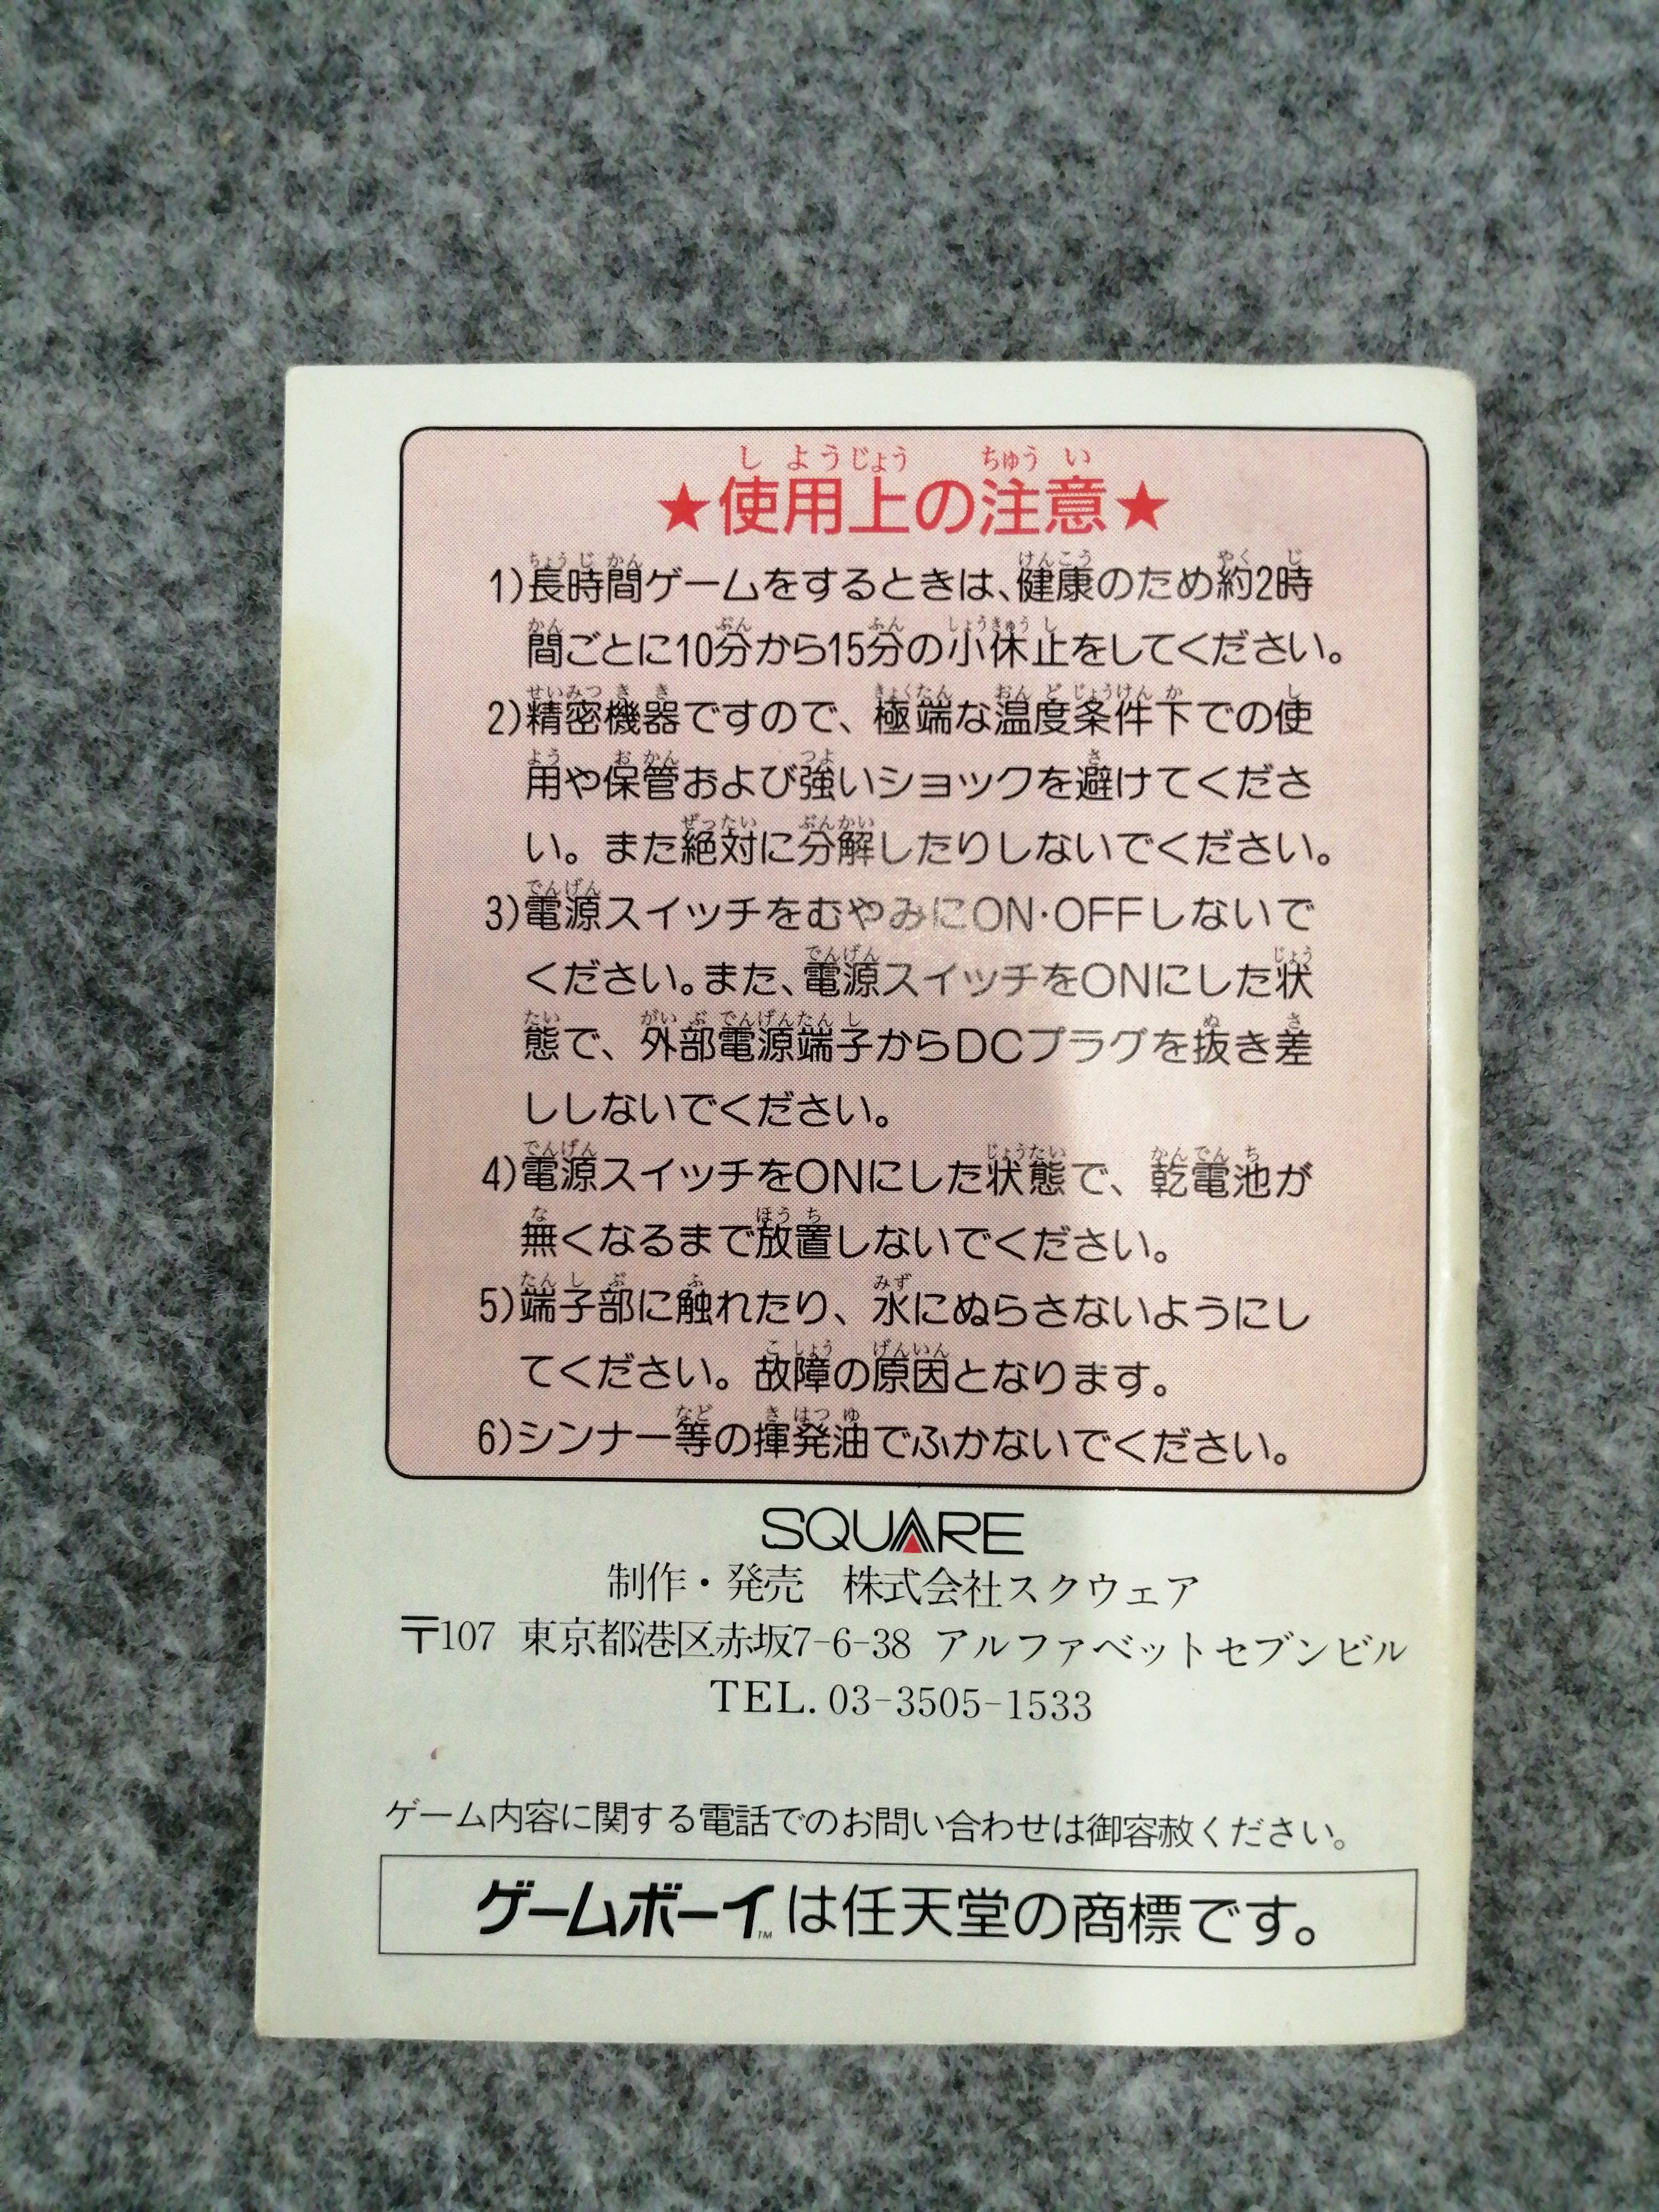 ★使用上の注意★
1)長時間ゲームをするときは、健康のため約2時
間ごとに10分から15分の小休止をしてください。
2)精密機器ですので、極端な温度条件下での使
用や保管および強いショックを避けてくださ
い。また絶対に分解したりしないでください。
3)電源スイッチをむやみにON・OFFしないで
ください。また、電源スイッチをONにした状
態で、外部電源端子からDCプラグを抜き差
ししないでください。
4)電源スイッチをONにした状態で、乾電池が
無くなるまで放置しないでください。
5)端子部に触れたり、水にぬらさないようにし
てください。故障の原因となります。
6)シンナー等の揮発油でふかないでください。
SQUARE
制作・発売 株式会社スクウェア
〒107 東京都港区赤坂7-6-38 アルファベットセブンビル
TEL. 03-3505-1533
ゲーム内容に関する電話でのお問い合わせは御容赦ください。
ゲームボーイ™は任天堂の商標です。